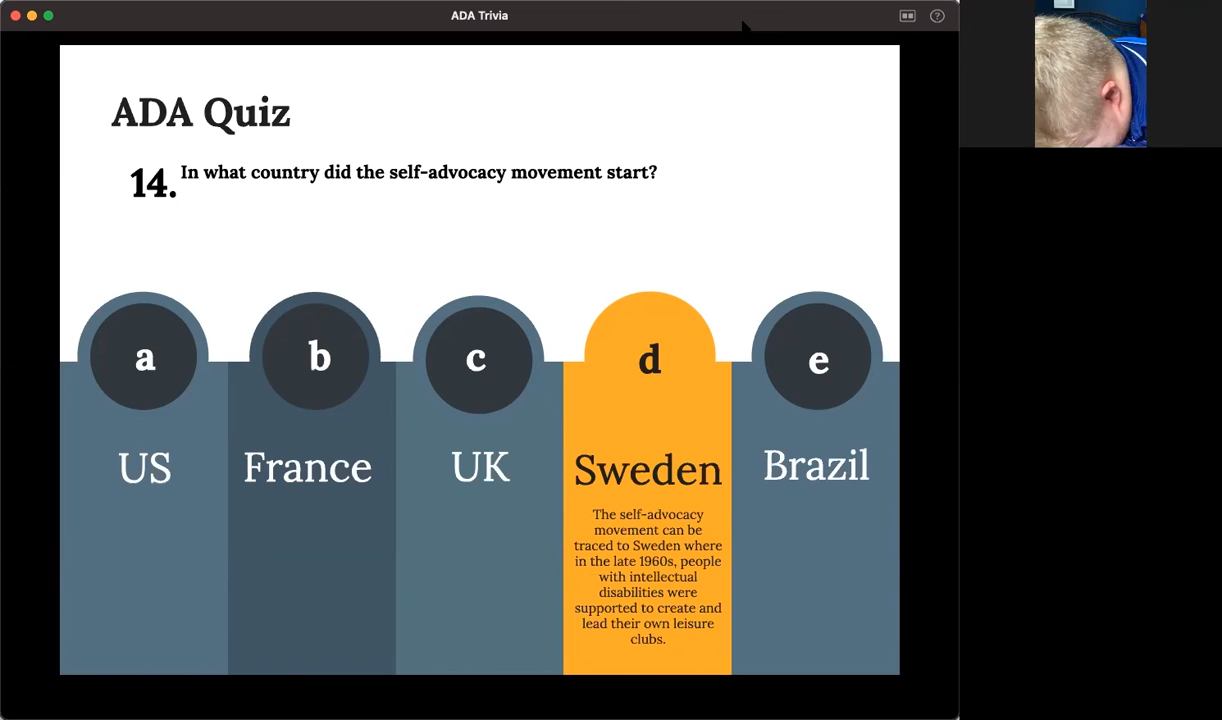 ADA Trivia
ADA Quiz
14. In what country did the self-advocacy movement start?
a
b
c
d
e
US
France
UK
Sweden
Brazil
The self-advocacy
movement can be
traced to Sweden where
in the late 1960s, people
with intellectual
disabilities were
supported to create and
lead their own leisure
clubs.